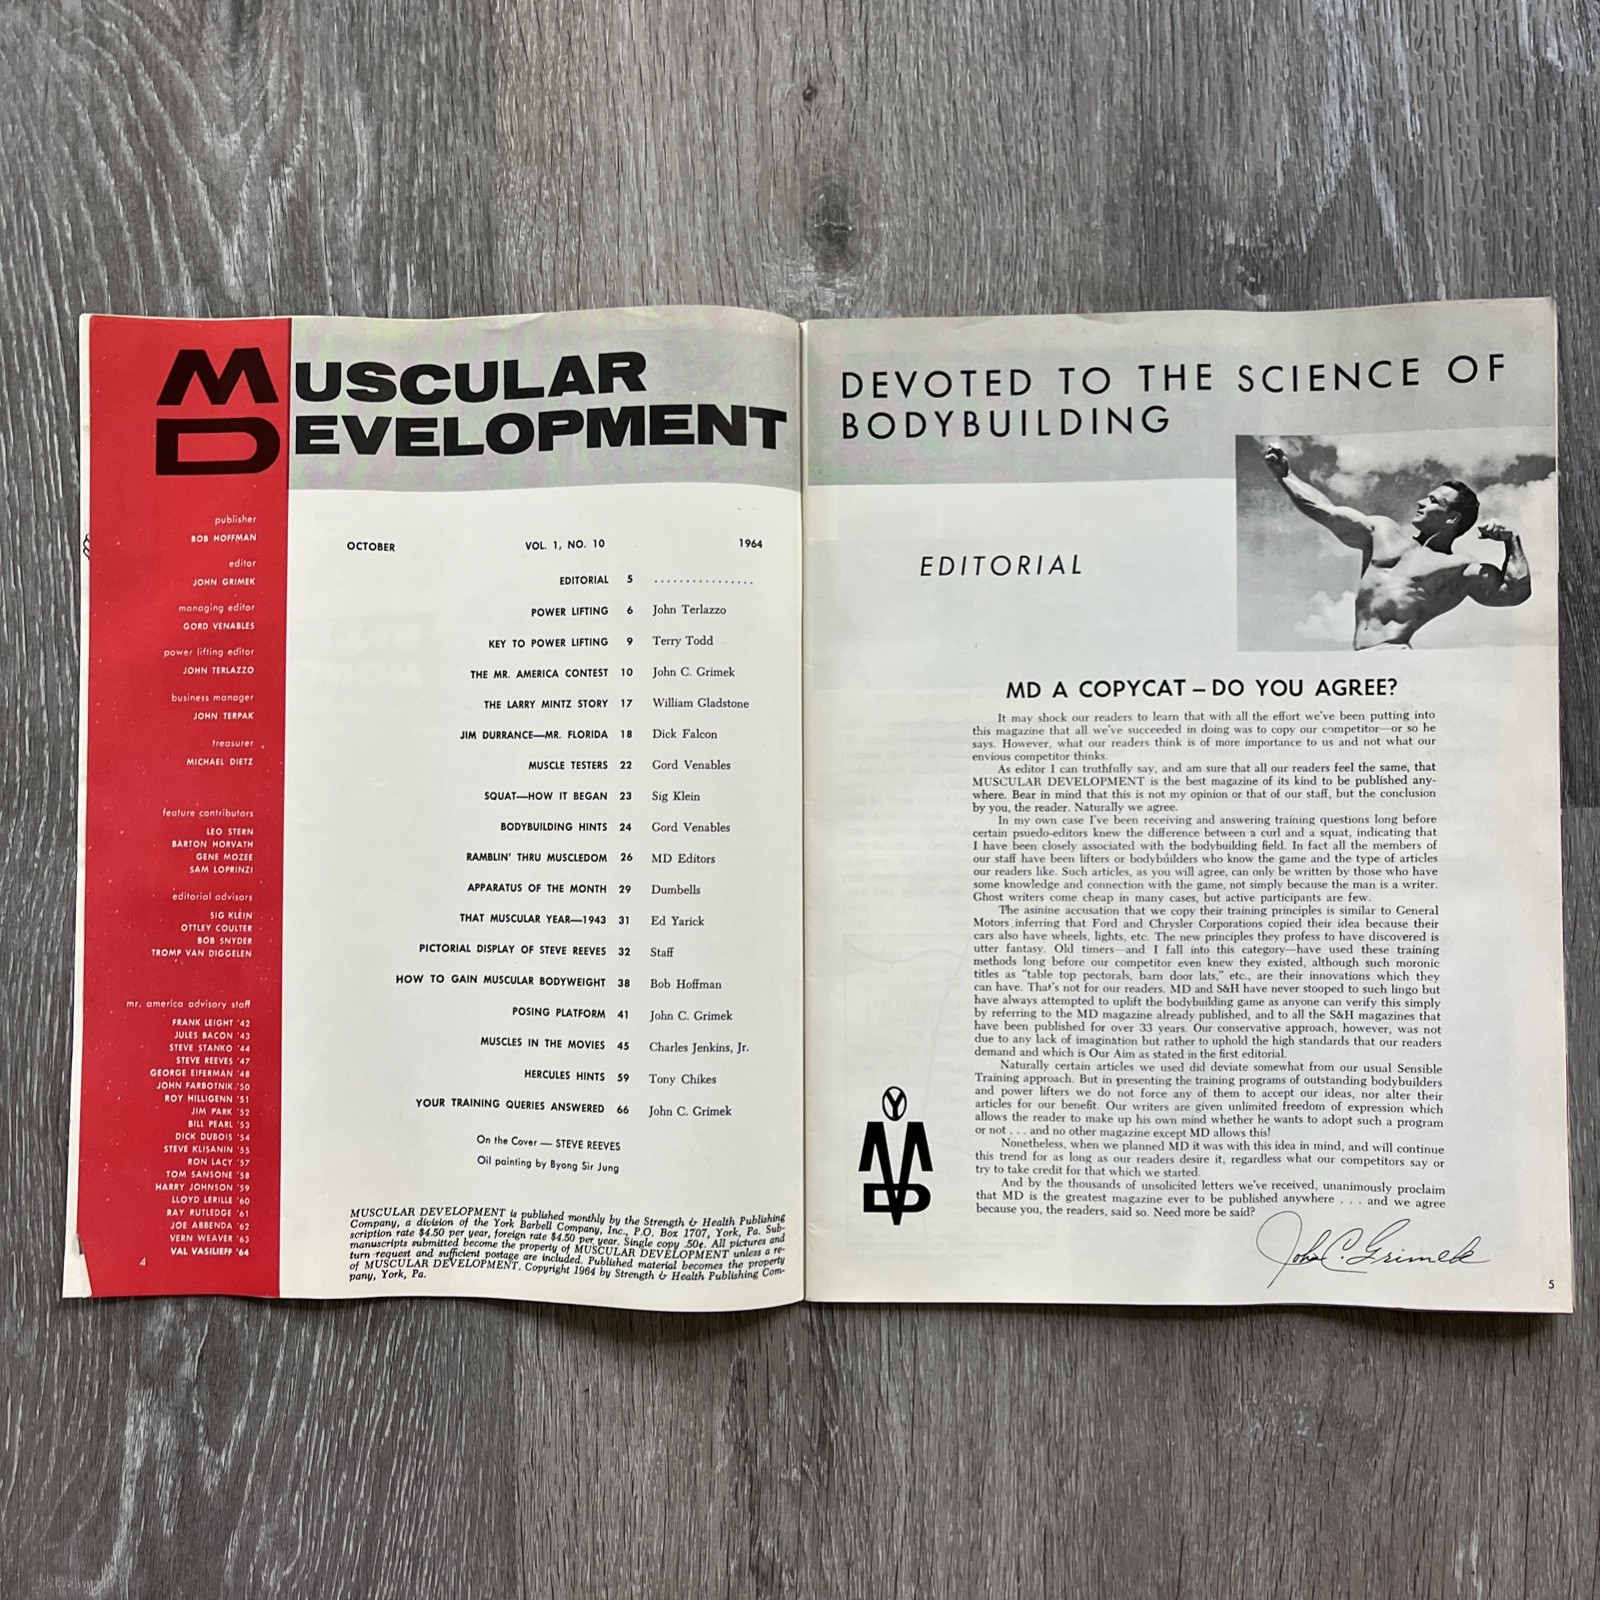 MUSCULAR
DEVELOPMENT
publisher
BOB HOFFMAN
editor
JOHN GRIMEK
managing editor
GORD VENABLES
power lifting editor
JOHN TERLAZZO
business manager
JOHN TERPAK
treasurer
MICHAEL DIETZ
feature contributors
LEO STERN
BARTON HORVATH
GENE MOZEE
SAM LOPRINZI
editorial advisors
SIG KLEIN
OTTLEY COULTER
BOB SNYDER
TROMP VAN DIGGELEN
mr. america advisory staff
FRANK LEIGHT '42
JULES BACON '43
STEVE STANKO '44
STEVE REEVES '47
GEORGE EIFERMAN '48
JOHN FARBOTNIK '50
ROY HILLIGENN '51
JIM PARK '52
BILL PEARL '53
DICK DUBOIS '54
STEVE KLISANIN '55
RON LACY '57
TOM SANSONE '58
HARRY JOHNSON '59
LLOYD LERILLE '60
RAY RUTLEDGE '61
JOE ABBENDA '62
VERN WEAVER '63
VAL VASILIEFF '64
4
OCTOBER VOL. 1, NO. 10 1964
EDITORIAL 5 ................
POWER LIFTING 6 John Terlazzo
KEY TO POWER LIFTING 9 Terry Todd
THE MR. AMERICA CONTEST 10 John C. Grimek
THE LARRY MINTZ STORY 17 William Gladstone
JIM DURRANCE—MR. FLORIDA 18 Dick Falcon
MUSCLE TESTERS 22 Gord Venables
SQUAT—HOW IT BEGAN 23 Sig Klein
BODYBUILDING HINTS 24 Gord Venables
RAMBLIN' THRU MUSCLEDOM 26 MD Editors
APPARATUS OF THE MONTH 29 Dumbells
THAT MUSCULAR YEAR—1943 31 Ed Yarick
PICTORIAL DISPLAY OF STEVE REEVES 32 Staff
HOW TO GAIN MUSCULAR BODYWEIGHT 38 Bob Hoffman
POSING PLATFORM 41 John C. Grimek
MUSCLES IN THE MOVIES 45 Charles Jenkins, Jr.
HERCULES HINTS 59 Tony Chikes
YOUR TRAINING QUERIES ANSWERED 66 John C. Grimek
On the Cover — STEVE REEVES
Oil painting by Byong Sir Jung
MUSCULAR DEVELOPMENT is published monthly by the Strength & Health Publishing
Company, a division of the York Barbell Company, Inc., P.O. Box 1707, York, Pa. Sub-
scription rate $4.50 per year, foreign rate $4.50 per year. Single copy .50¢. All pictures and
manuscripts submitted become the property of MUSCULAR DEVELOPMENT unless a re-
turn request and sufficient postage are included. Published material becomes the property
of MUSCULAR DEVELOPMENT. Copyright 1964 by Strength & Health Publishing Com-
pany, York, Pa.
DEVOTED TO THE SCIENCE OF
BODYBUILDING
EDITORIAL
MD A COPYCAT – DO YOU AGREE?
It may shock our readers to learn that with all the effort we've been putting into
this magazine that all we've succeeded in doing was to copy our competitor—or so he
says. However, what our readers think is of more importance to us and not what our
envious competitor thinks.
As editor I can truthfully say, and am sure that all our readers feel the same, that
MUSCULAR DEVELOPMENT is the best magazine of its kind to be published any-
where. Bear in mind that this is not my opinion or that of our staff, but the conclusion
by you, the reader. Naturally we agree.
In my own case I've been receiving and answering training questions long before
certain psuedo-editors knew the difference between a curl and a squat, indicating that
I have been closely associated with the bodybuilding field. In fact all the members of
our staff have been lifters or bodybuilders who know the game and the type of articles
our readers like. Such articles, as you will agree, can only be written by those who have
some knowledge and connection with the game, not simply because the man is a writer.
Ghost writers come cheap in many cases, but active participants are few.
The asinine accusation that we copy their training principles is similar to General
Motors inferring that Ford and Chrysler Corporations copied their idea because their
cars also have wheels, lights, etc. The new principles they profess to have discovered is
utter fantasy. Old timers—and I fall into this category—have used these training
methods long before our competitor even knew they existed, although such moronic
titles as "table top pectorals, barn door lats," etc., are their innovations which they
can have. That's not for our readers. MD and S&H have never stooped to such lingo but
have always attempted to uplift the bodybuilding game as anyone can verify this simply
by referring to the MD magazine already published, and to all the S&H magazines that
have been published for over 33 years. Our conservative approach, however, was not
due to any lack of imagination but rather to uphold the high standards that our readers
demand and which is Our Aim as stated in the first editorial.
Naturally certain articles we used did deviate somewhat from our usual Sensible
Training approach. But in presenting the training programs of outstanding bodybuilders
and power lifters we do not force any of them to accept our ideas, nor alter their
articles for our benefit. Our writers are given unlimited freedom of expression which
allows the reader to make up his own mind whether he wants to adopt such a program
or not . . . and no other magazine except MD allows this!
Nonetheless, when we planned MD it was with this idea in mind, and will continue
this trend for as long as our readers desire it, regardless what our competitors say or
try to take credit for that which we started.
And by the thousands of unsolicited letters we've received, unanimously proclaim
that MD is the greatest magazine ever to be published anywhere . . . and we agree
because you, the readers, said so. Need more be said?
John C. Grimek
Y
M
D
5